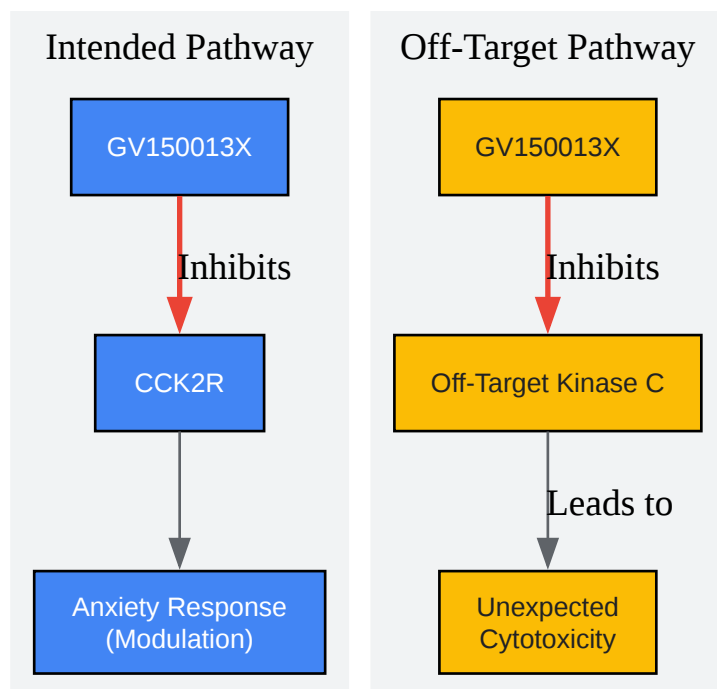 Intended Pathway
GV150013X
Inhibits
CCK2R
Anxiety Response
(Modulation)
Off-Target Pathway
GV150013X
Inhibits
Off-Target Kinase C
Leads to
Unexpected
Cytotoxicity